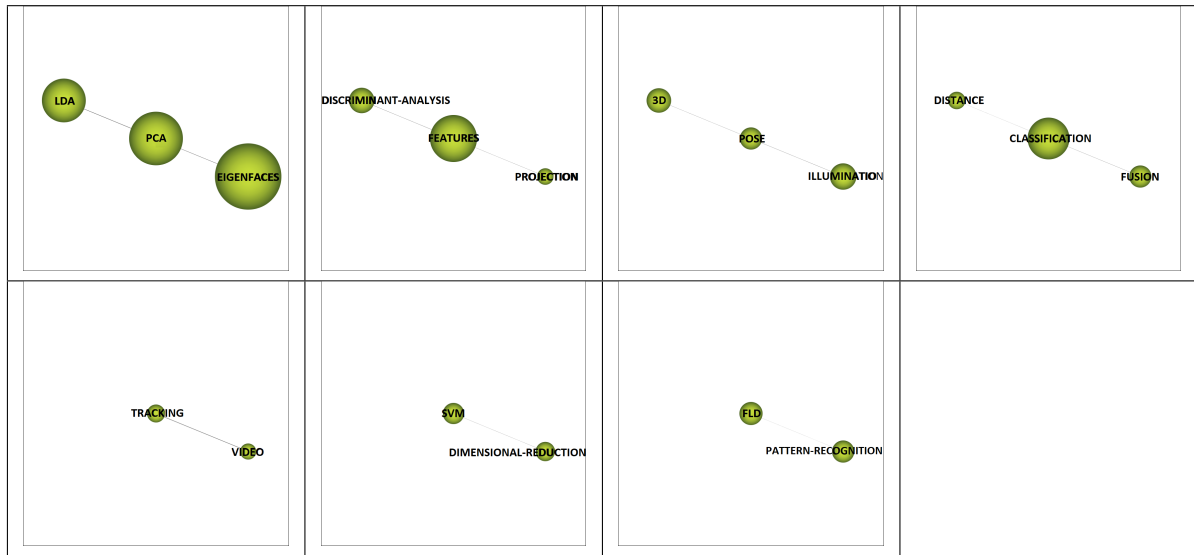 LDA
PCA
EIGENFACES
DISCRIMINANT-ANALYSIS
FEATURES
PROJECTION
3D
POSE
ILLUMINATION
DISTANCE
CLASSIFICATION
FUSION
TRACKING
VIDEO
SVM
DIMENSIONAL-REDUCTION
FLD
PATTERN-RECOGNITION